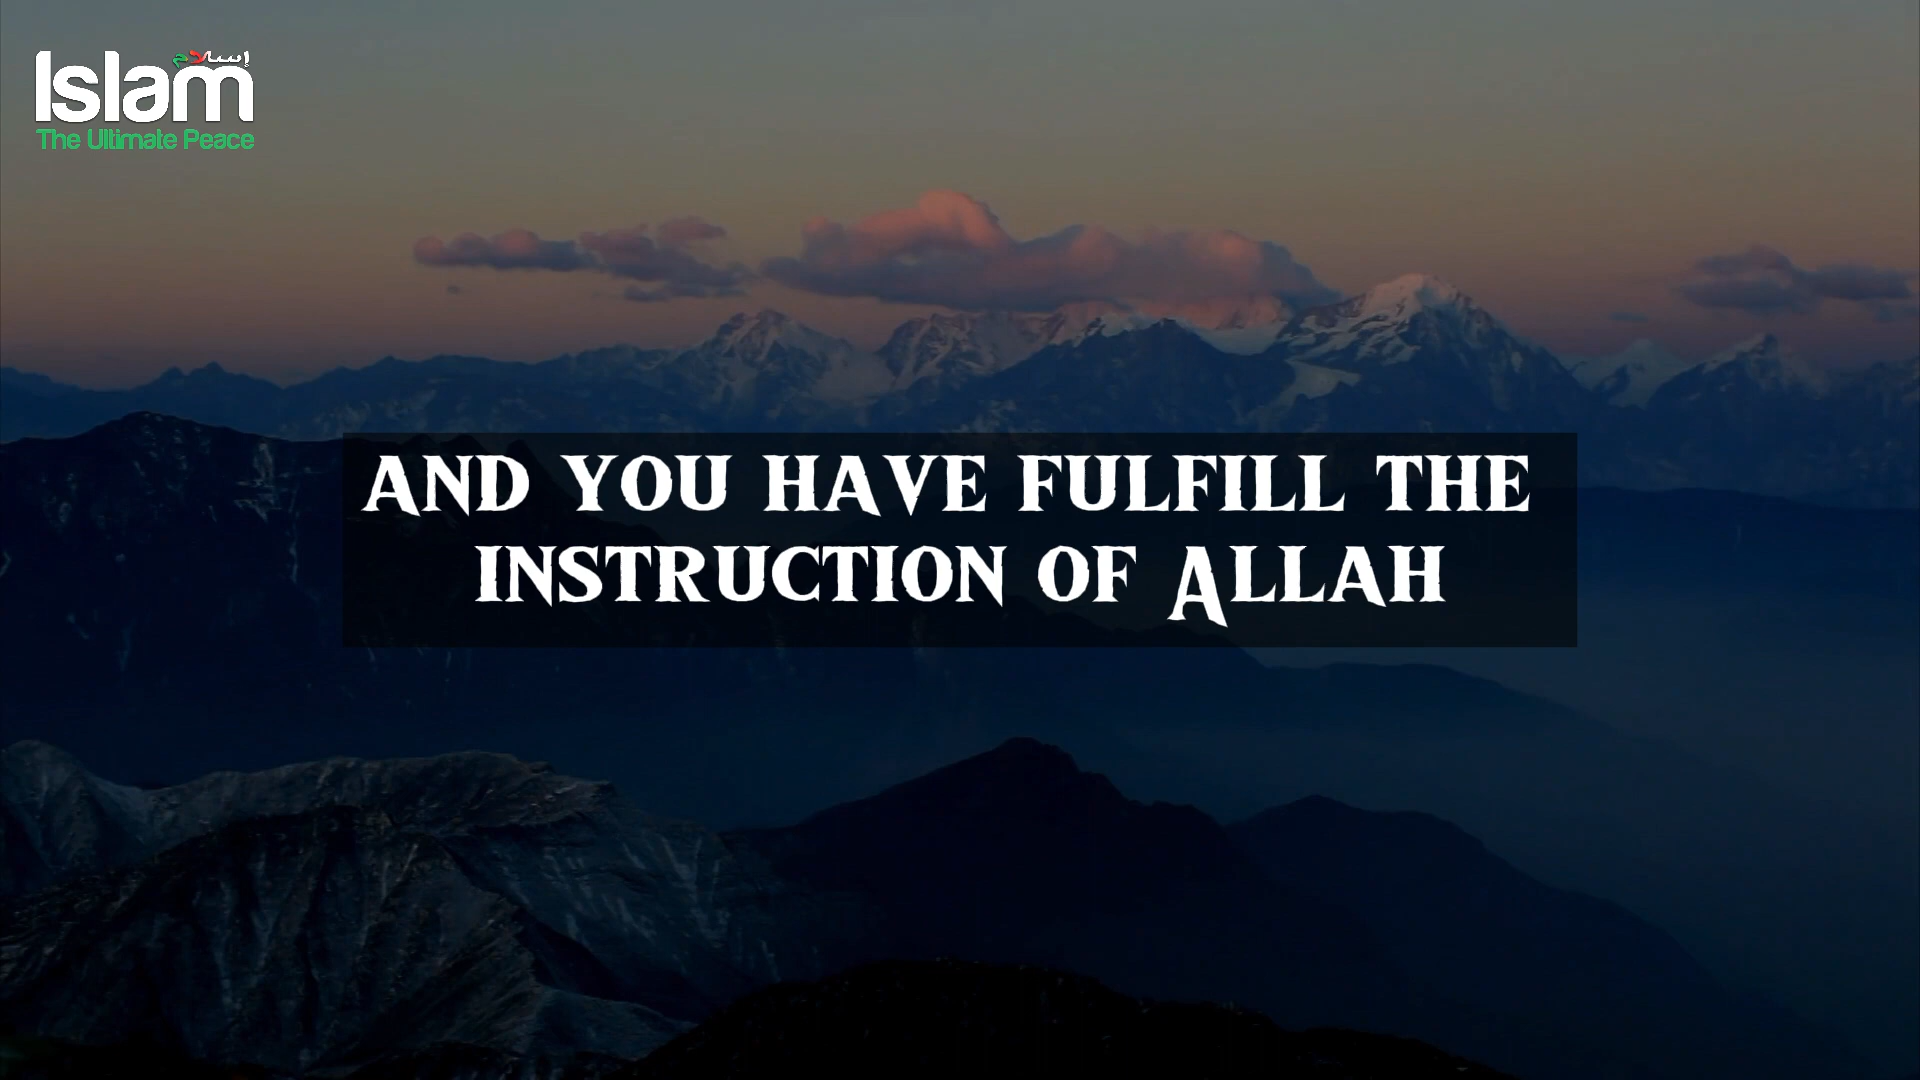 إسلام
Islam
The Ultimate Peace
AND YOU HAVE FULFILL THE
INSTRUCTION OF ALLAH